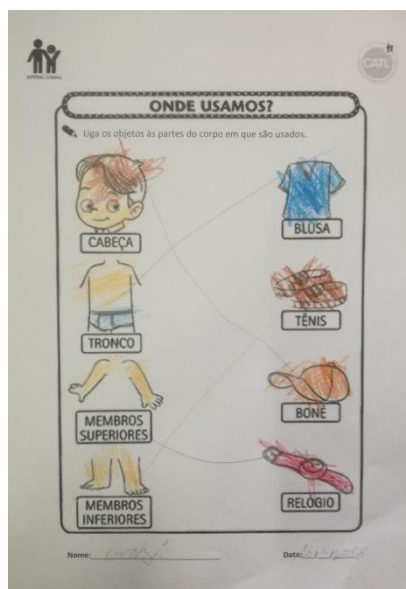 CATL
ONDE USAMOS?
Liga os objetos às partes do corpo em que são usados.
CABEÇA
BLUSA
TRONCO
TÊNIS
MEMBROS
SUPERIORES
BONÉ
MEMBROS
INFERIORES
RELÓGIO
Nome:
Data: